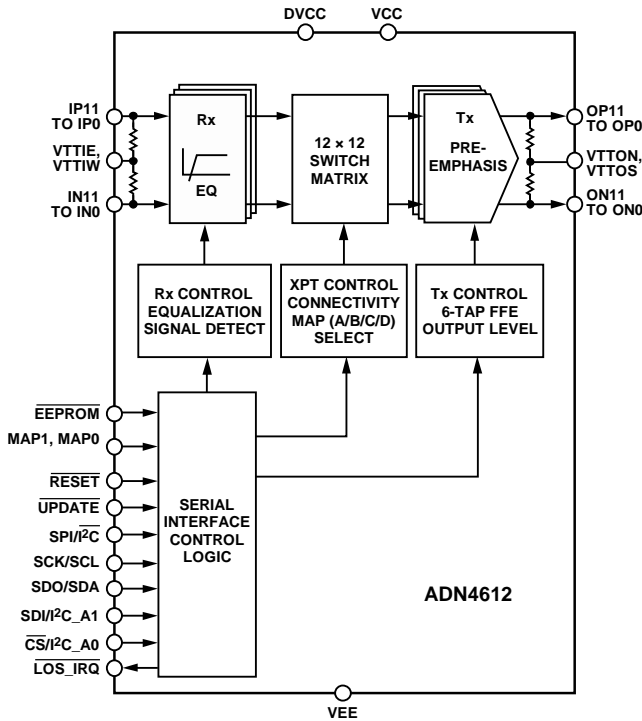 DVCC
VCC
IP11
TO IP0
VTTIE,
VTTIW
IN11
TO IN0
Rx
EQ
12 × 12
SWITCH
MATRIX
Tx
PRE-
EMPHASIS
OP11
TO OP0
VTTON,
VTTOS
ON11
TO ON0
Rx CONTROL
EQUALIZATION
SIGNAL DETECT
XPT CONTROL
CONNECTIVITY
MAP (A/B/C/D)
SELECT
Tx CONTROL
6-TAP FFE
OUTPUT LEVEL
EEPROM
MAP1, MAP0
RESET
UPDATE
SPI/I2C
SCK/SCL
SDO/SDA
SDI/I2C_A1
CS/I2C_A0
LOS_IRQ
SERIAL
INTERFACE
CONTROL
LOGIC
ADN4612
VEE